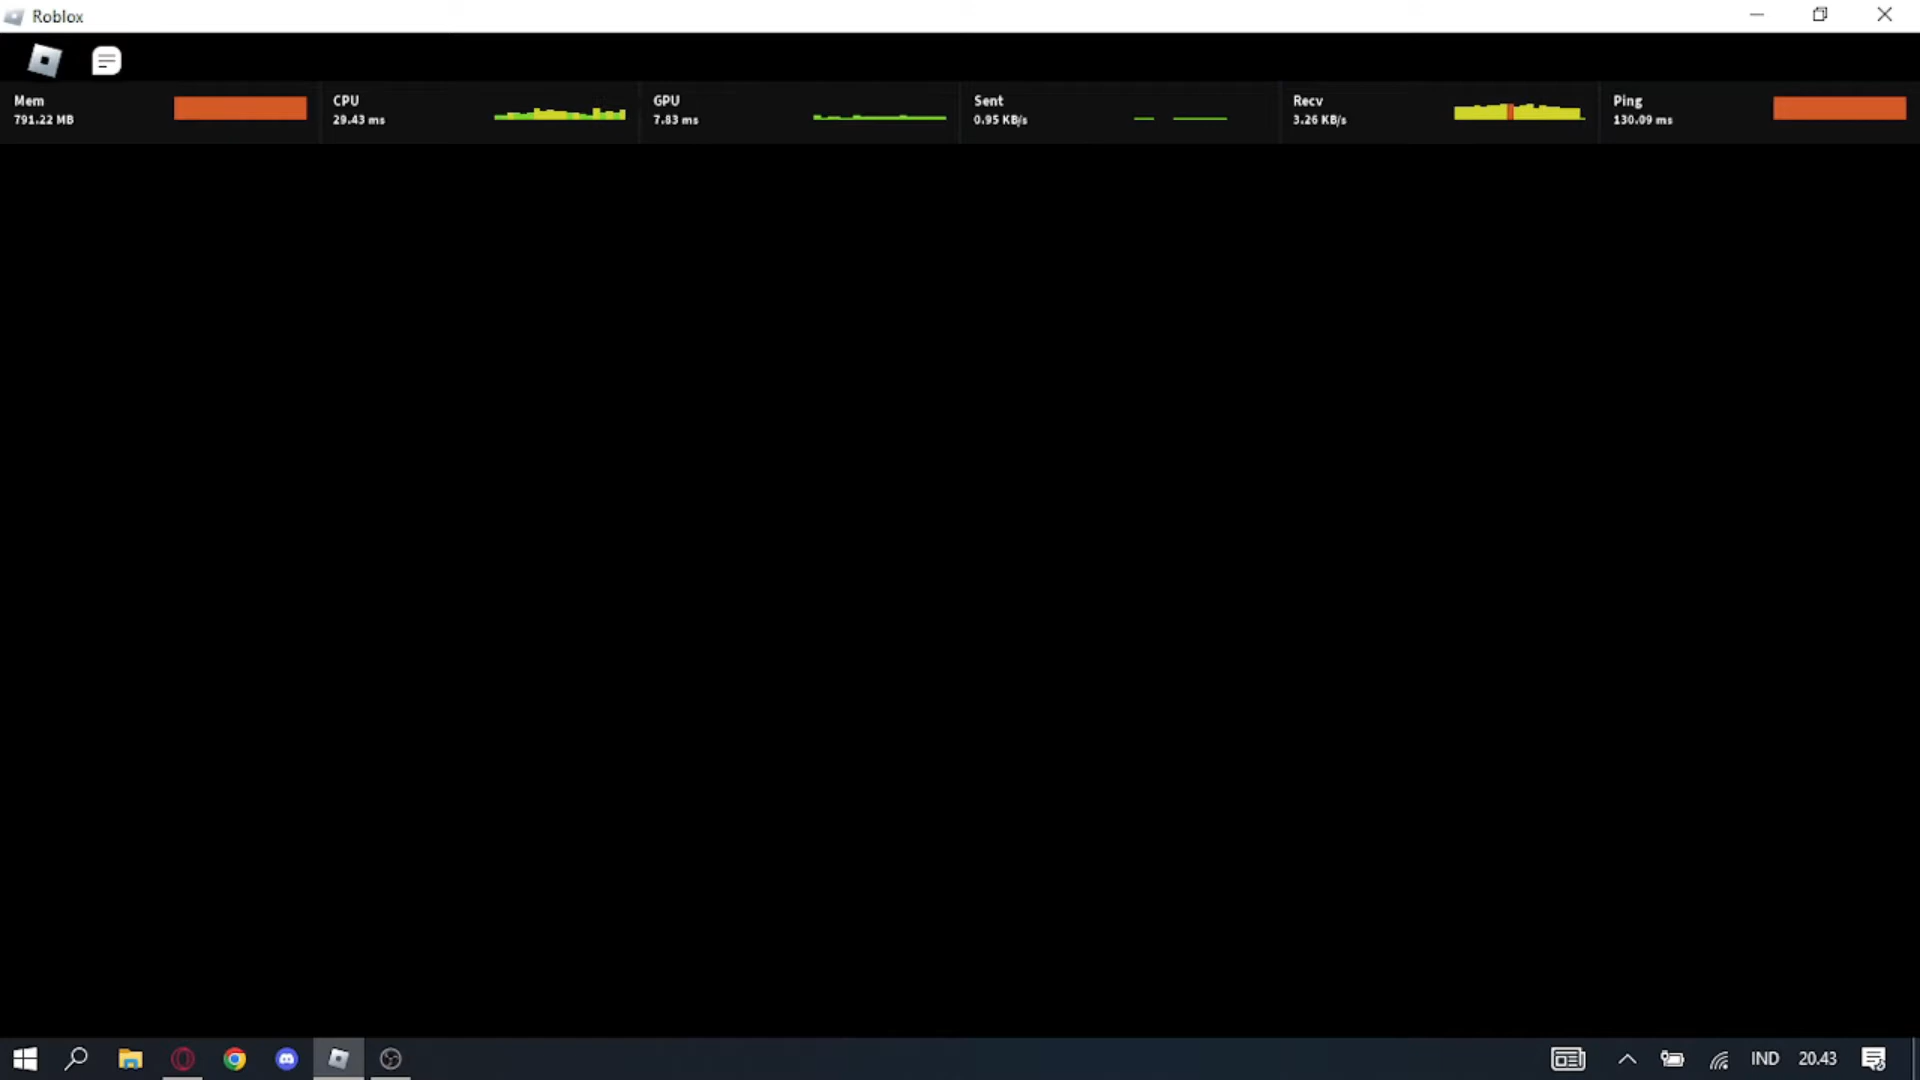 Roblox
Mem
791.22 MB
CPU
29.43 ms
GPU
7.83 ms
Sent
0.95 KB/s
Recv
3.26 KB/s
Ping
130.09 ms
IND
20.43